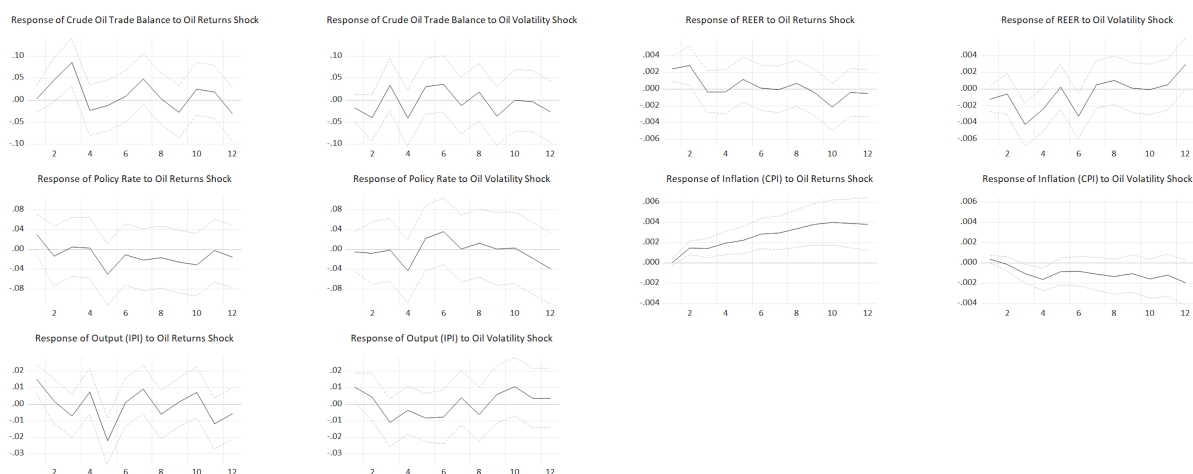 Response of Crude Oil Trade Balance to Oil Returns Shock
.10
.05
.00
-.05
-.10
2 4 6 8 10 12
Response of Crude Oil Trade Balance to Oil Volatility Shock
.10
.05
.00
-.05
-.10
2 4 6 8 10 12
Response of REER to Oil Returns Shock
.004
.002
.000
-.002
-.004
-.006
2 4 6 8 10 12
Response of REER to Oil Volatility Shock
.004
.002
.000
-.002
-.004
-.006
2 4 6 8 10 12
Response of Policy Rate to Oil Returns Shock
.08
.04
.00
-.04
-.08
2 4 6 8 10 12
Response of Policy Rate to Oil Volatility Shock
.08
.04
.00
-.04
-.08
2 4 6 8 10 12
Response of Inflation (CPI) to Oil Returns Shock
.006
.004
.002
.000
-.002
-.004
2 4 6 8 10 12
Response of Inflation (CPI) to Oil Volatility Shock
.006
.004
.002
.000
-.002
-.004
2 4 6 8 10 12
Response of Output (IPI) to Oil Returns Shock
.02
.01
.00
-.01
-.02
-.03
2 4 6 8 10 12
Response of Output (IPI) to Oil Volatility Shock
.02
.01
.00
-.01
-.02
-.03
2 4 6 8 10 12